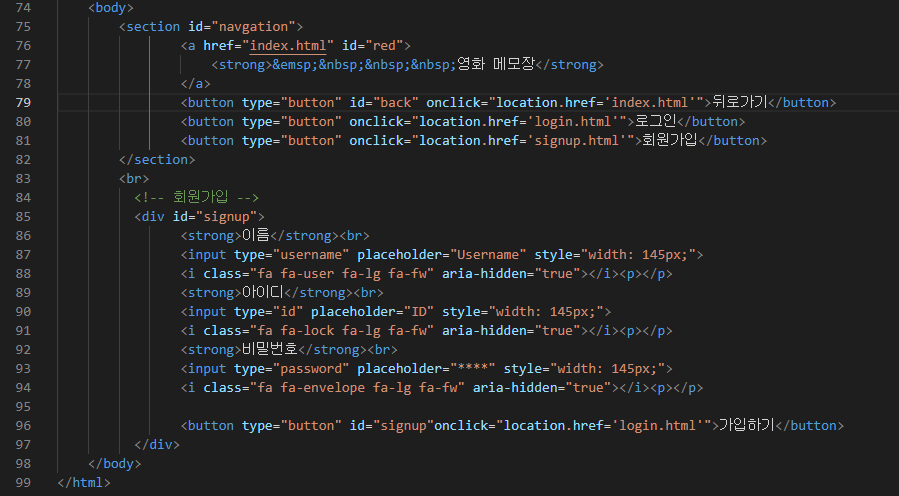 74 <body>
75 <section id="navgation">
76 <a href="index.html" id="red">
77 <strong>&emsp;&nbsp;&nbsp;&nbsp;영화 메모장</strong>
78 </a>
79 <button type="button" id="back" onclick="location.href='index.html'">뒤로가기</button>
80 <button type="button" onclick="location.href='login.html'">로그인</button>
81 <button type="button" onclick="location.href='signup.html'">회원가입</button>
82 </section>
83 <br>
84 <!-- 회원가입 -->
85 <div id="signup">
86 <strong>이름</strong><br>
87 <input type="username" placeholder="Username" style="width: 145px;">
88 <i class="fa fa-user fa-lg fa-fw" aria-hidden="true"></i><p></p>
89 <strong>아이디</strong><br>
90 <input type="id" placeholder="ID" style="width: 145px;">
91 <i class="fa fa-lock fa-lg fa-fw" aria-hidden="true"></i><p></p>
92 <strong>비밀번호</strong><br>
93 <input type="password" placeholder="****" style="width: 145px;">
94 <i class="fa fa-envelope fa-lg fa-fw" aria-hidden="true"></i><p></p>
95
96 <button type="button" id="signup"onclick="location.href='login.html'">가입하기</button>
97 </div>
98 </body>
99 </html>